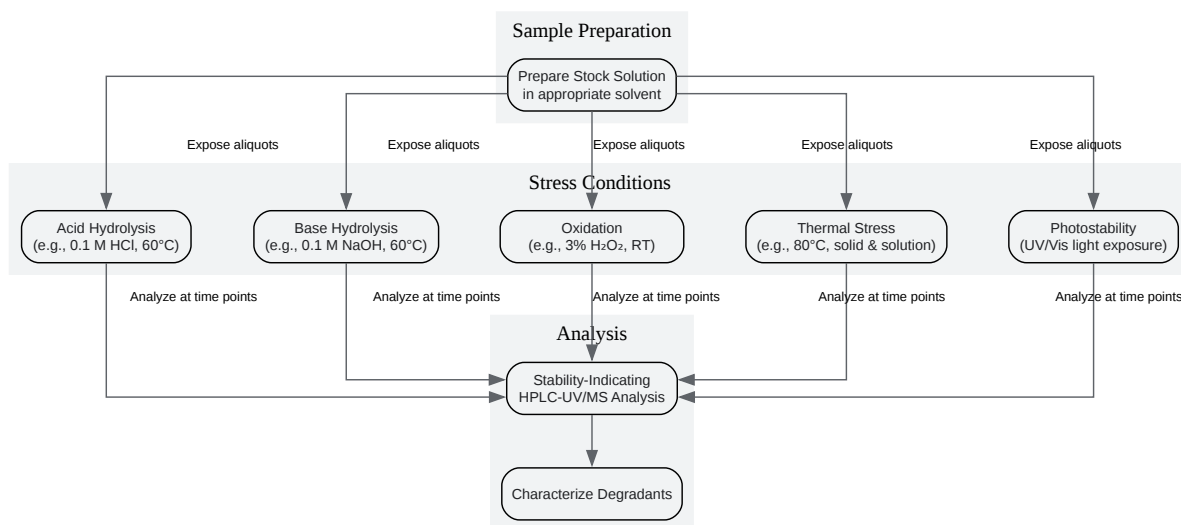 Sample Preparation
Prepare Stock Solution
in appropriate solvent
Expose aliquots
Expose aliquots
Expose aliquots
Expose aliquots
Expose aliquots
Stress Conditions
Acid Hydrolysis
(e.g., 0.1 M HCl, 60°C)
Base Hydrolysis
(e.g., 0.1 M NaOH, 60°C)
Oxidation
(e.g., 3% H₂O₂, RT)
Thermal Stress
(e.g., 80°C, solid & solution)
Photostability
(UV/Vis light exposure)
Analyze at time points
Analyze at time points
Analyze at time points
Analyze at time points
Analyze at time points
Analysis
Stability-Indicating
HPLC-UV/MS Analysis
Characterize Degradants